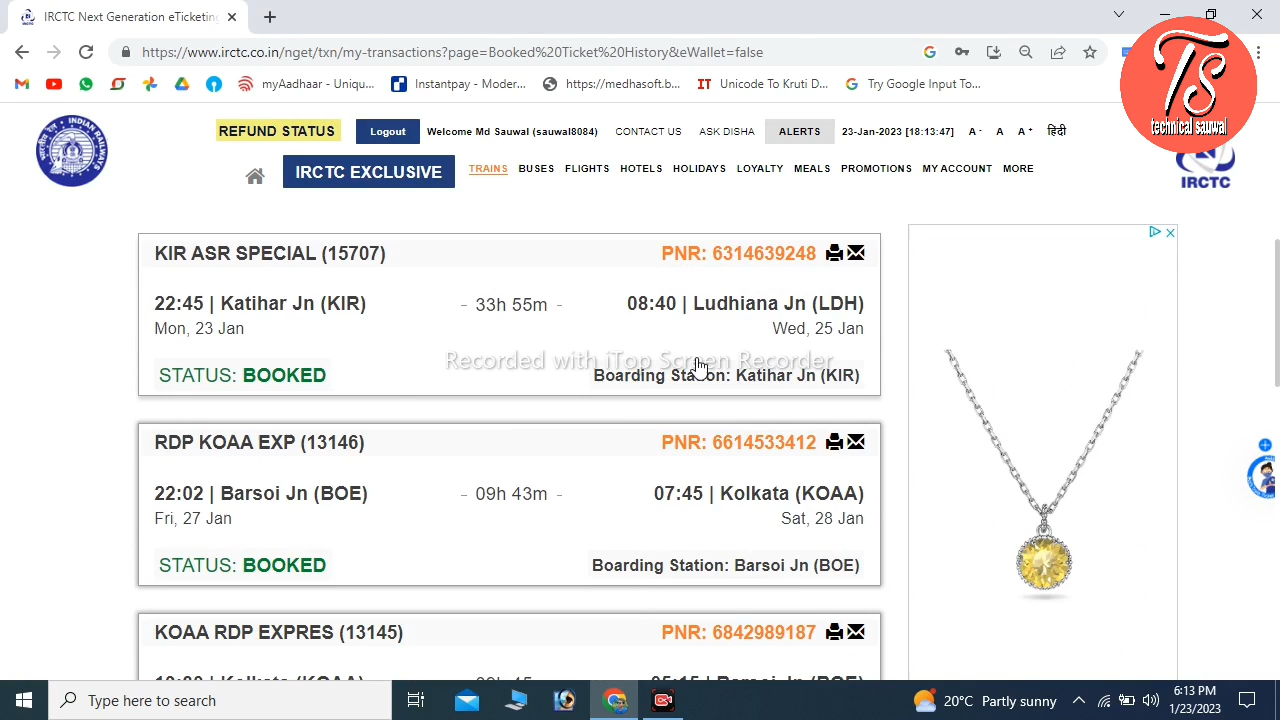 IRCTC Next Generation eTicketing
https://www.irctc.co.in/nget/txn/my-transactions?page=Booked%20Ticket%20History&eWallet=false
myAadhaar - Uniqu... Instantpay - Moder... https://medhasoft.b... IT Unicode To Kruti D... Try Google Input To...
TS
technical sauwal
INDIAN RAILWAYS
REFUND STATUS Logout Welcome Md Sauwal (sauwal8084) CONTACT US ASK DISHA ALERTS 23-Jan-2023 [18:13:47] A- A A+ हिंदी
IRCTC EXCLUSIVE TRAINS BUSES FLIGHTS HOTELS HOLIDAYS LOYALTY MEALS PROMOTIONS MY ACCOUNT MORE
IRCTC
KIR ASR SPECIAL (15707) PNR: 6314639248
22:45 | Katihar Jn (KIR) - 33h 55m - 08:40 | Ludhiana Jn (LDH)
Mon, 23 Jan Wed, 25 Jan
Recorded with iTop Screen Recorder
STATUS: BOOKED Boarding Station: Katihar Jn (KIR)
RDP KOAA EXP (13146) PNR: 6614533412
22:02 | Barsoi Jn (BOE) - 09h 43m - 07:45 | Kolkata (KOAA)
Fri, 27 Jan Sat, 28 Jan
STATUS: BOOKED Boarding Station: Barsoi Jn (BOE)
KOAA RDP EXPRES (13145) PNR: 6842989187
Type here to search 20°C Partly sunny 6:13 PM
1/23/2023